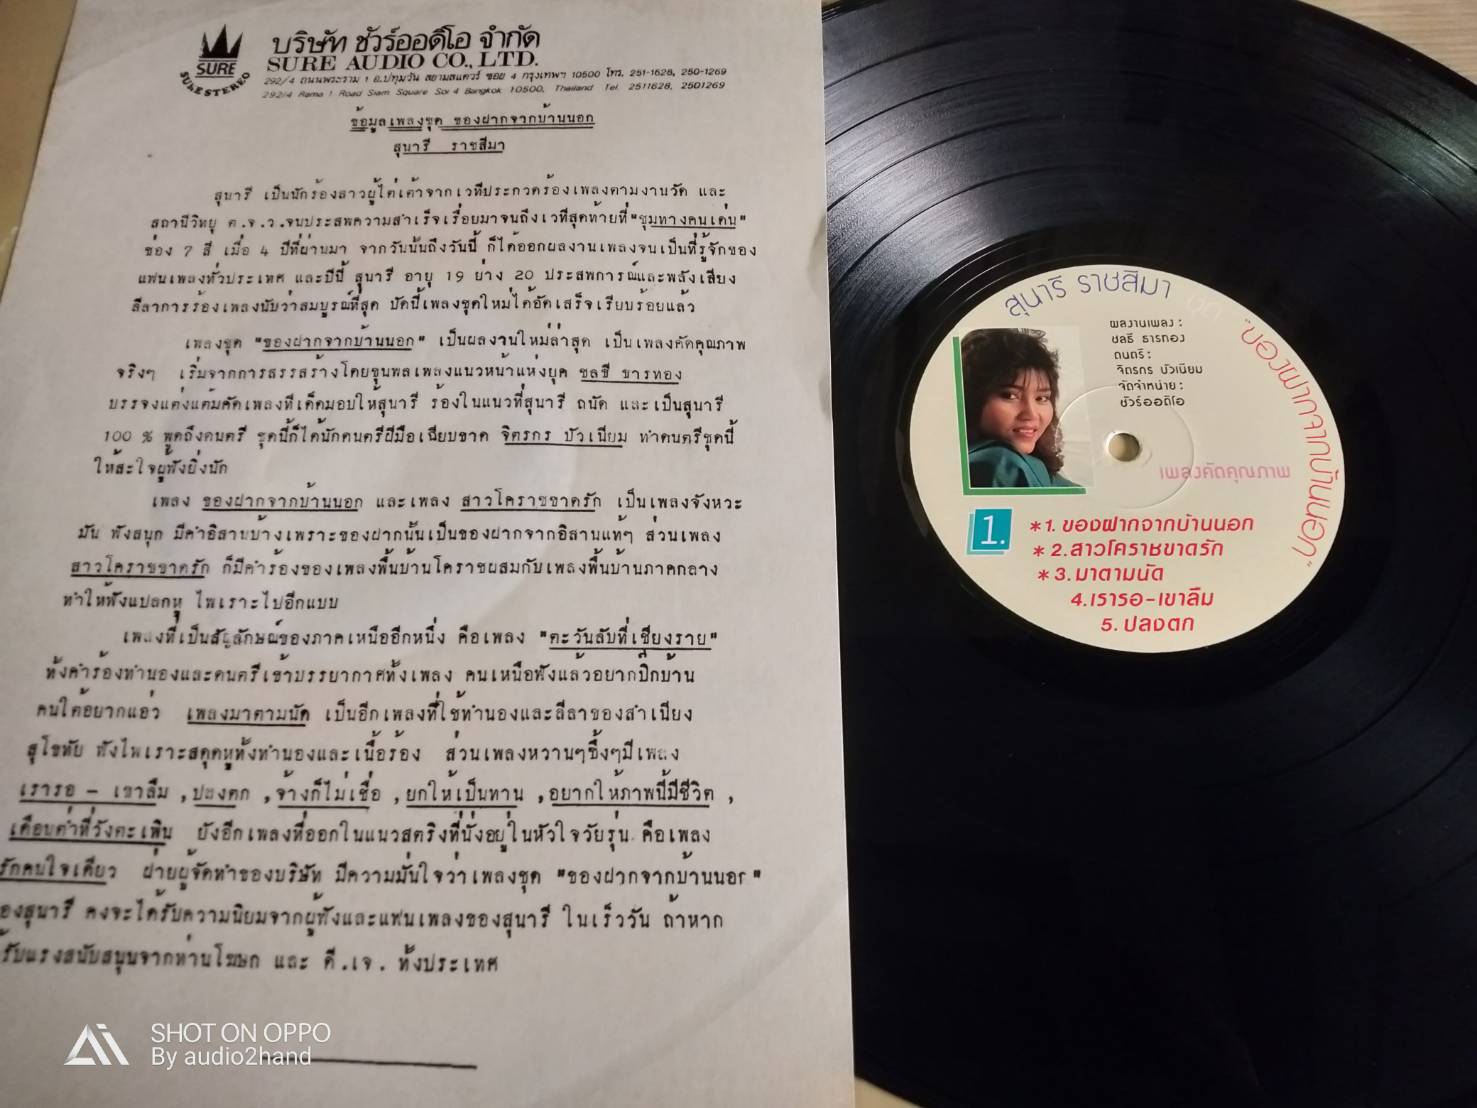 SURE
SURE STEREO
บริษัท ชัวร์ออดิโอ จำกัด
SURE AUDIO CO., LTD.
292/4 ถนนพระราม 1 อ.ปทุมวัน สยามสแควร์ ซอย 4 กรุงเทพฯ 10500 โทร. 251-1628, 250-1269
292/4 Rama 1 Road Siam Square Soi 4 Bangkok 10500, Thailand Tel. 2511628, 2501269
ข้อมูลเพลงชุด ของฝากจากบ้านนอก
สุนารี ราชสีมา
สุนารี เป็นนักร้องสาวผู้ไต่เต้าจากเวทีประกวดร้องเพลงตามงานวัด และ
สถานีวิทยุ ค.จ.ว.จนประสพความสำเร็จเรื่อยมาจนถึงเวทีสุดท้ายที่"ชุมทางคนเด่น"
ช่อง 7 สี เมื่อ 4 ปีที่ผ่านมา จากวันนั้นถึงวันนี้ ก็ได้ออกผลงานเพลงจนเป็นที่รู้จักของ
แฟนเพลงทั่วประเทศ และปีนี้ สุนารี อายุ 19 ย่าง 20 ประสพการณ์และพลังเสียง
ลีลาการร้องเพลงนับว่าสมบูรณ์ที่สุด บัดนี้เพลงชุดใหม่ได้อัดเสร็จเรียบร้อยแล้ว
เพลงชุด "ของฝากจากบ้านนอก" เป็นผลงานใหม่ล่าสุด เป็นเพลงคัดคุณภาพ
จริงๆ เริ่มจากการสรรสร้างโดยขุนพลเพลงแนวหน้าแห่งยุค ชลธี ธารทอง
บรรจงแต่งแต้มคัดเพลงที่เด็ดมอบให้สุนารี ร้องในแนวที่สุนารี ถนัด และเป็นสุนารี
100 % พูดถึงดนตรี ชุดนี้ก็ได้นักดนตรีฝีมือเฉียบขาด จิตรกร บัวเนียม ทำดนตรีชุดนี้
ให้สะใจผู้ฟังยิ่งนัก
เพลง ของฝากจากบ้านนอก และเพลง สาวโคราชขาดรัก เป็นเพลงจังหวะ
มัน ฟังสนุก มีคำอิสานบ้างเพราะของฝากนั้นเป็นของฝากจากอิสานแท้ๆ ส่วนเพลง
สาวโคราชขาดรัก ก็มีคำร้องของเพลงพื้นบ้านโคราชผสมกับเพลงพื้นบ้านภาคกลาง
ทำให้ฟังแปลกหู ไพเราะไปอีกแบบ
เพลงที่เป็นสัญลักษณ์ของภาคเหนืออีกหนึ่ง คือเพลง "ตะวันลับที่เชียงราย"
ทั้งคำร้องทำนองและดนตรีเข้าบรรยากาศทั้งเพลง คนเหนือฟังแล้วอยากปิ๊กบ้าน
คนใต้อยากแอ่ว เพลงมาตามนัด เป็นอีกเพลงที่ใช้ทำนองและลีลาของสำเนียง
สุโขทัย ฟังไพเราะสดุดหูทั้งทำนองและเนื้อร้อง ส่วนเพลงหวานๆซึ้งๆมีเพลง
เรารอ - เขาลืม , ปลงตก , จ้างก็ไม่เชื่อ , ยกให้เป็นทาน , อยากให้ภาพนี้มีชีวิต ,
เดือนต่ำที่วังตะเพิน ยังอีกเพลงที่ออกในแนวสตริงที่นั่งอยู่ในหัวใจวัยรุ่น คือเพลง
รักคนใจเดียว ฝ่ายผู้จัดทำของบริษัท มีความมั่นใจว่าเพลงชุด "ของฝากจากบ้านนอก"
องสุนารี คงจะได้รับความนิยมจากผู้ฟังและแฟนเพลงของสุนารี ในเร็ววัน ถ้าหาก
รับแรงสนับสนุนจากท่านโฆษก และ ดี.เจ. ทั้งประเทศ
สุนารี ราชสีมา ชุด "ของฝากจากบ้านนอก"
ผลงานเพลง :
ชลธี ธารทอง
ดนตรี :
จิตรกร บัวเนียม
จัดจำหน่าย :
ชัวร์ออดิโอ
เพลงคัดคุณภาพ
1.
*1. ของฝากจากบ้านนอก
*2. สาวโคราชขาดรัก
*3. มาตามนัด
4. เรารอ-เขาลืม
5. ปลงตก
SHOT ON OPPO
By audio2hand